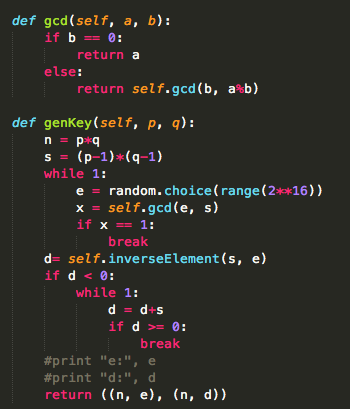 def gcd(self, a, b):
    if b == 0:
        return a
    else:
        return self.gcd(b, a%b)

def genKey(self, p, q):
    n = p*q
    s = (p-1)*(q-1)
    while 1:
        e = random.choice(range(2**16))
        x = self.gcd(e, s)
        if x == 1:
            break
    d= self.inverseElement(s, e)
    if d < 0:
        while 1:
            d = d+s
            if d >= 0:
                break
    #print "e:", e
    #print "d:", d
    return ((n, e), (n, d))